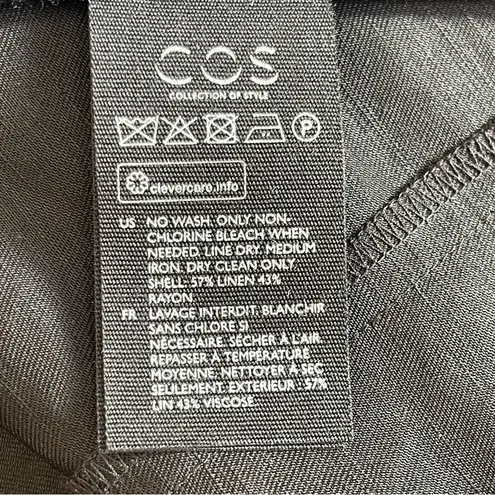 COS
COLLECTION OF STYLE
P
clevercare.info
US NO WASH. ONLY NON-
CHLORINE BLEACH WHEN
NEEDED. LINE DRY. MEDIUM
IRON. DRY CLEAN ONLY.
SHELL: 57% LINEN 43%
RAYON.
FR LAVAGE INTERDIT. BLANCHIR
SANS CHLORE SI
NÉCESSAIRE. SÉCHER À L'AIR.
REPASSER À TEMPÉRATURE
MOYENNE. NETTOYER À SEC
SEULEMENT. EXTERIEUR : 57%
LIN 43% VISCOSE.